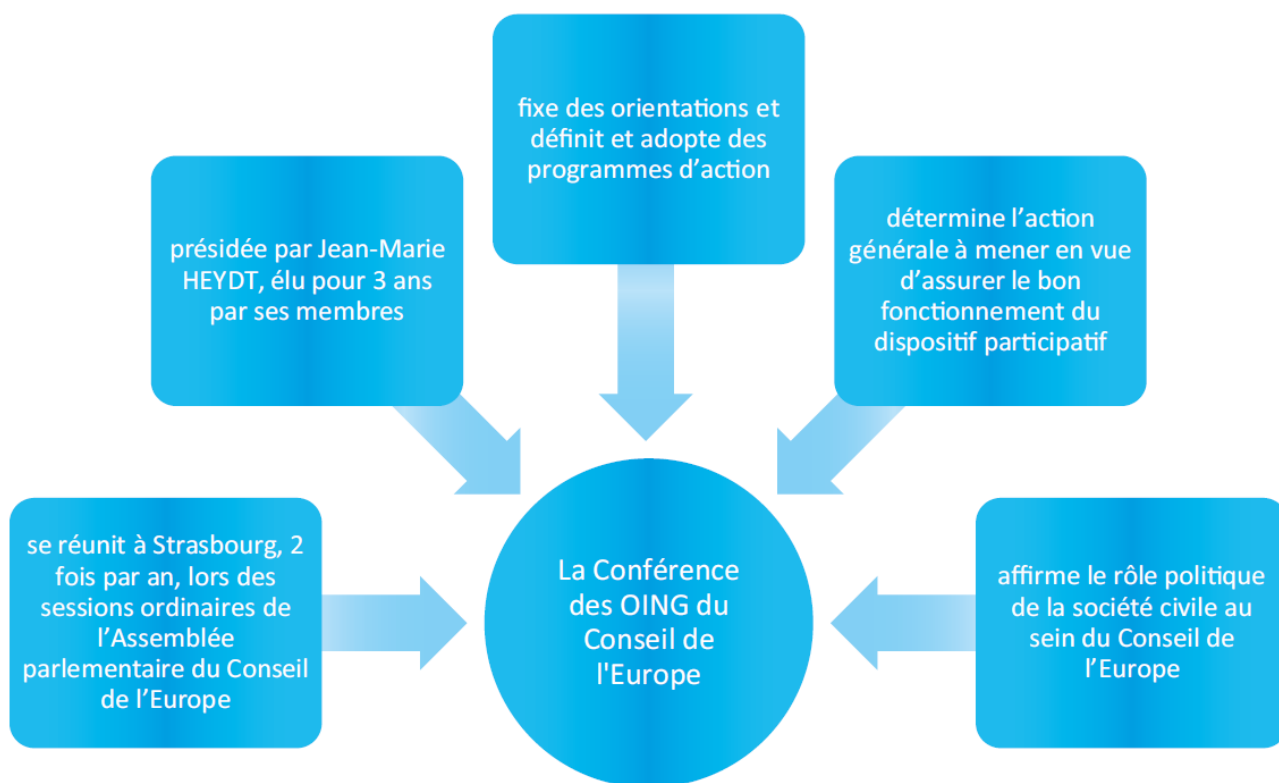 se réunit à Strasbourg, 2
fois par an, lors des
sessions ordinaires de
l’Assemblée
parlementaire du Conseil
de l’Europe
présidée par Jean-Marie
HEYDT, élu pour 3 ans
par ses membres
fixe des orientations et
définit et adopte des
programmes d’action
détermine l’action
générale à mener en vue
d’assurer le bon
fonctionnement du
dispositif participatif
affirme le rôle politique
de la société civile au
sein du Conseil de
l’Europe
La Conférence
des OING du
Conseil de
l'Europe